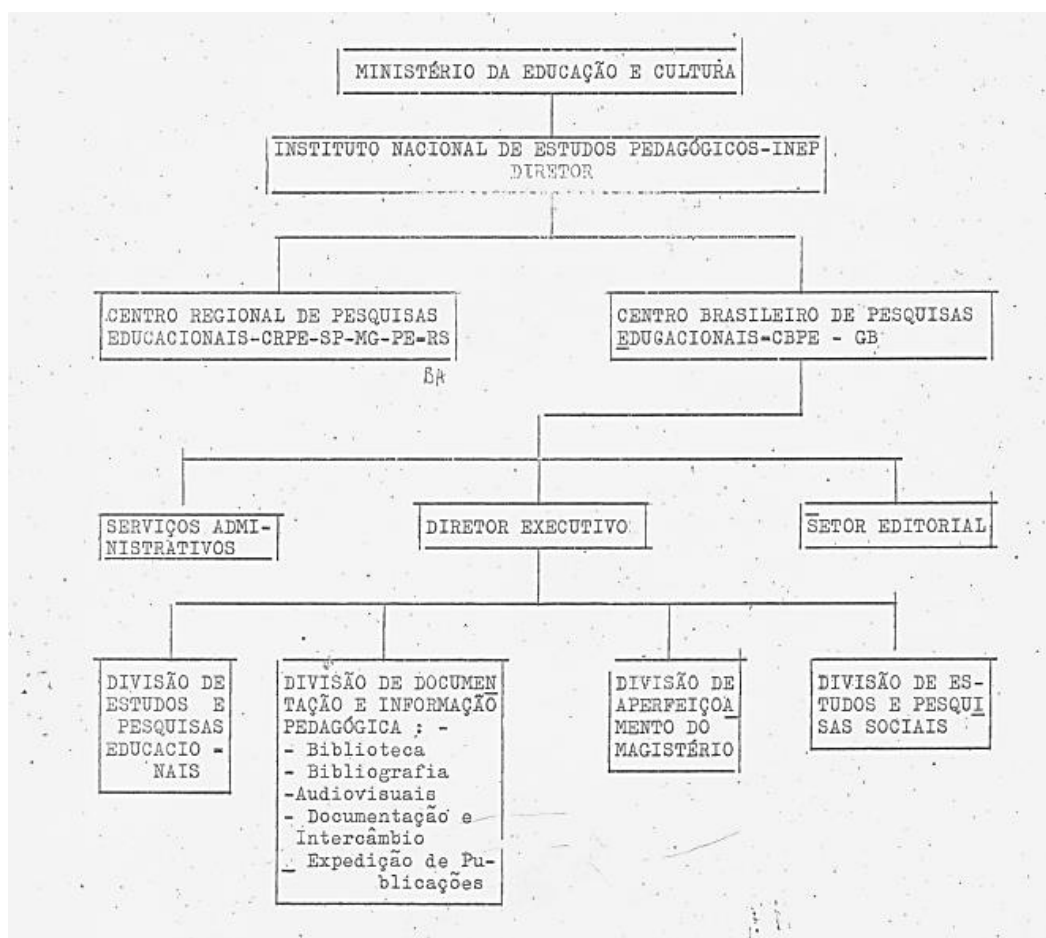 MINISTÉRIO DA EDUCAÇÃO E CULTURA
INSTITUTO NACIONAL DE ESTUDOS PEDAGÓGICOS-INEP
DIRETOR
CENTRO REGIONAL DE PESQUISAS
EDUCACIONAIS-CRPE-SP-MG-PE=RS
BA
CENTRO BRASILEIRO DE PESQUISAS
EDUGACIONAIS=CBPE - GB
SERVIÇOS ADMI-
NISTRATIVOS
DIRETOR EXECUTIVO
SETOR EDITORIAL
DIVISÃO DE
ESTUDOS E
PESQUISAS
EDUCACIO =
NAIS
DIVISÃO DE DOCUMEN
TAÇÃO E INFORMAÇÃO
PEDAGÓGICA : -
- Biblioteca
- Bibliografia
-Audiovisuais
- Documentação e
Intercâmbio
_ Expedição de Pu-
blicações
DIVISÃO DE
APERFEIÇOA
MENTO DO
MAGISTÉRIO
DIVISÃO DE ES-
TUDOS E PESQUI
SAS SOCIAIS